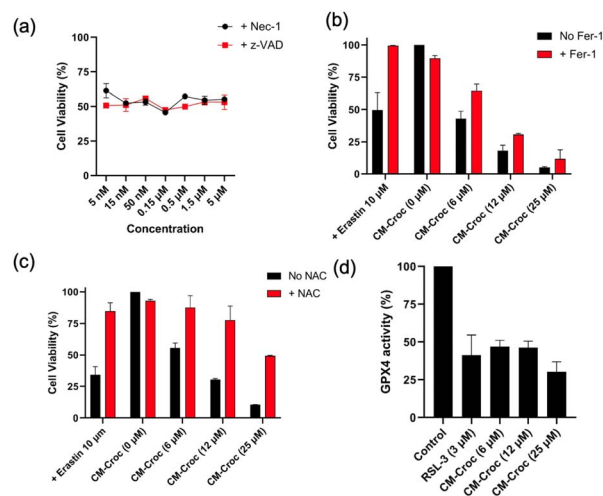 (a)
+ Nec-1
+ z-VAD
Cell Viability (%)
100
75
50
25
0
5 nM
15 nM
50 nM
0.15 µM
0.5 µM
1.5 µM
5 µM
Concentration
(b)
No Fer-1
+ Fer-1
Cell Viability (%)
100
75
50
25
0
+ Erastin 10 µM
CM-Croc (0 µM)
CM-Croc (6 µM)
CM-Croc (12 µM)
CM-Croc (25 µM)
(c)
No NAC
+ NAC
Cell Viability (%)
100
75
50
25
0
+ Erastin 10 µm
CM-Croc (0 µM)
CM-Croc (6 µM)
CM-Croc (12 µM)
CM-Croc (25 µM)
(d)
GPX4 activity (%)
100
75
50
25
0
Control
RSL-3 (3 µM)
CM-Croc (6 µM)
CM-Croc (12 µM)
CM-Croc (25 µM)